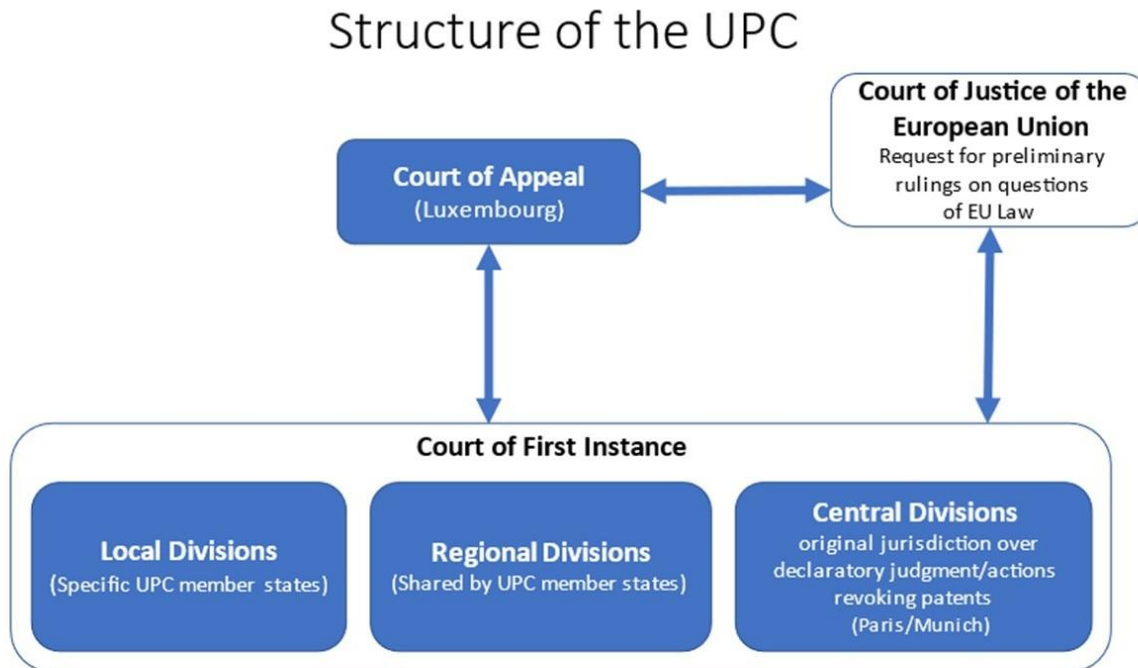 Structure of the UPC
Court of Justice of the
European Union
Request for preliminary
rulings on questions
of EU Law
Court of Appeal
(Luxembourg)
Court of First Instance
Local Divisions
(Specific UPC member states)
Regional Divisions
(Shared by UPC member states)
Central Divisions
original jurisdiction over
declaratory judgment/actions
revoking patents
(Paris/Munich)